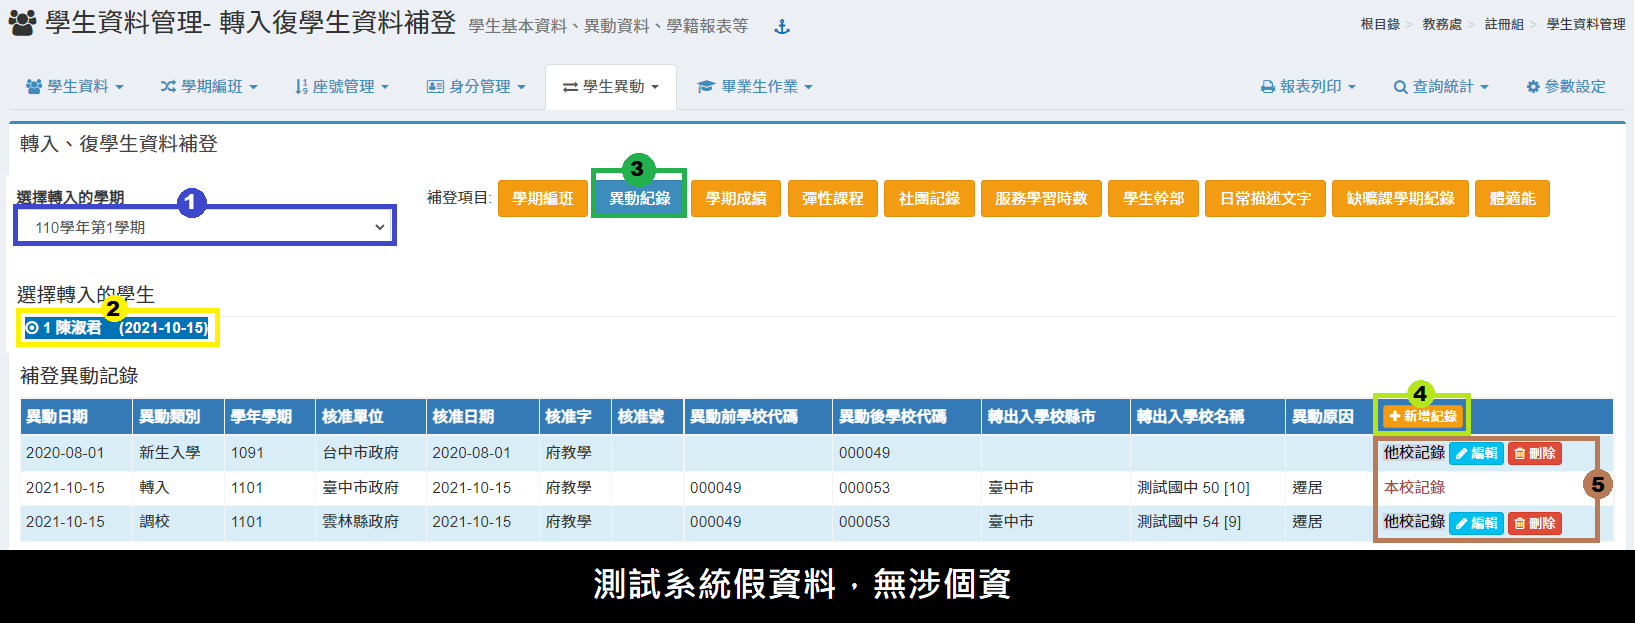 學生資料管理- 轉入復學生資料補登 學生基本資料、異動資料、學籍報表等
根目錄 > 教務處 > 註冊組 > 學生資料管理
學生資料 學期編班 座號管理 身分管理 學生異動 畢業生作業 報表列印 查詢統計 參數設定
轉入、復學生資料補登
選擇轉入的學期
1
110學年第1學期
補登項目: 學期編班 異動紀錄 學期成績 彈性課程 社團記錄 服務學習時數 學生幹部 日常描述文字 缺曠課學期紀錄 體適能
3
選擇轉入的學生
2
1 陳淑君 (2021-10-15)
補登異動記錄
4
異動日期 異動類別 學年學期 核准單位 核准日期 核准字 核准號 異動前學校代碼 異動後學校代碼 轉出入學校縣市 轉出入學校名稱 異動原因 新增紀錄
2020-08-01 新生入學 1091 台中市政府 2020-08-01 府教學 000049 他校記錄 編輯 刪除
2021-10-15 轉入 1101 臺中市政府 2021-10-15 府教學 000049 000053 臺中市 測試國中 50 [10] 遷居 本校記錄
5
2021-10-15 調校 1101 雲林縣政府 2021-10-15 府教學 000049 000053 臺中市 測試國中 54 [9] 遷居 他校記錄 編輯 刪除
測試系統假資料，無涉個資